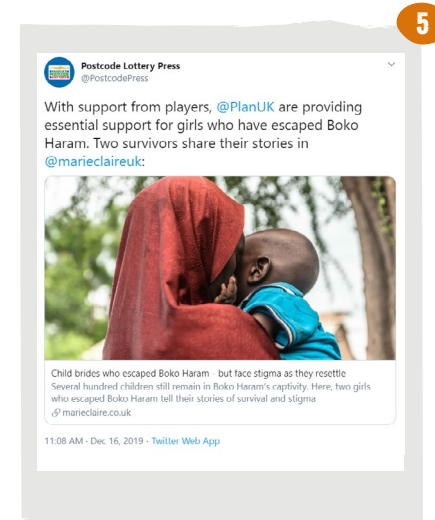 5
Postcode Lottery Press
@PostcodePress
With support from players, @PlanUK are providing
essential support for girls who have escaped Boko
Haram. Two survivors share their stories in
@marieclaireuk:
Child brides who escaped Boko Haram - but face stigma as they resettle
Several hundred children still remain in Boko Haram's captivity. Here, two girls
who escaped Boko Haram tell their stories of survival and stigma
marieclaire.co.uk
11:08 AM · Dec 16, 2019 · Twitter Web App